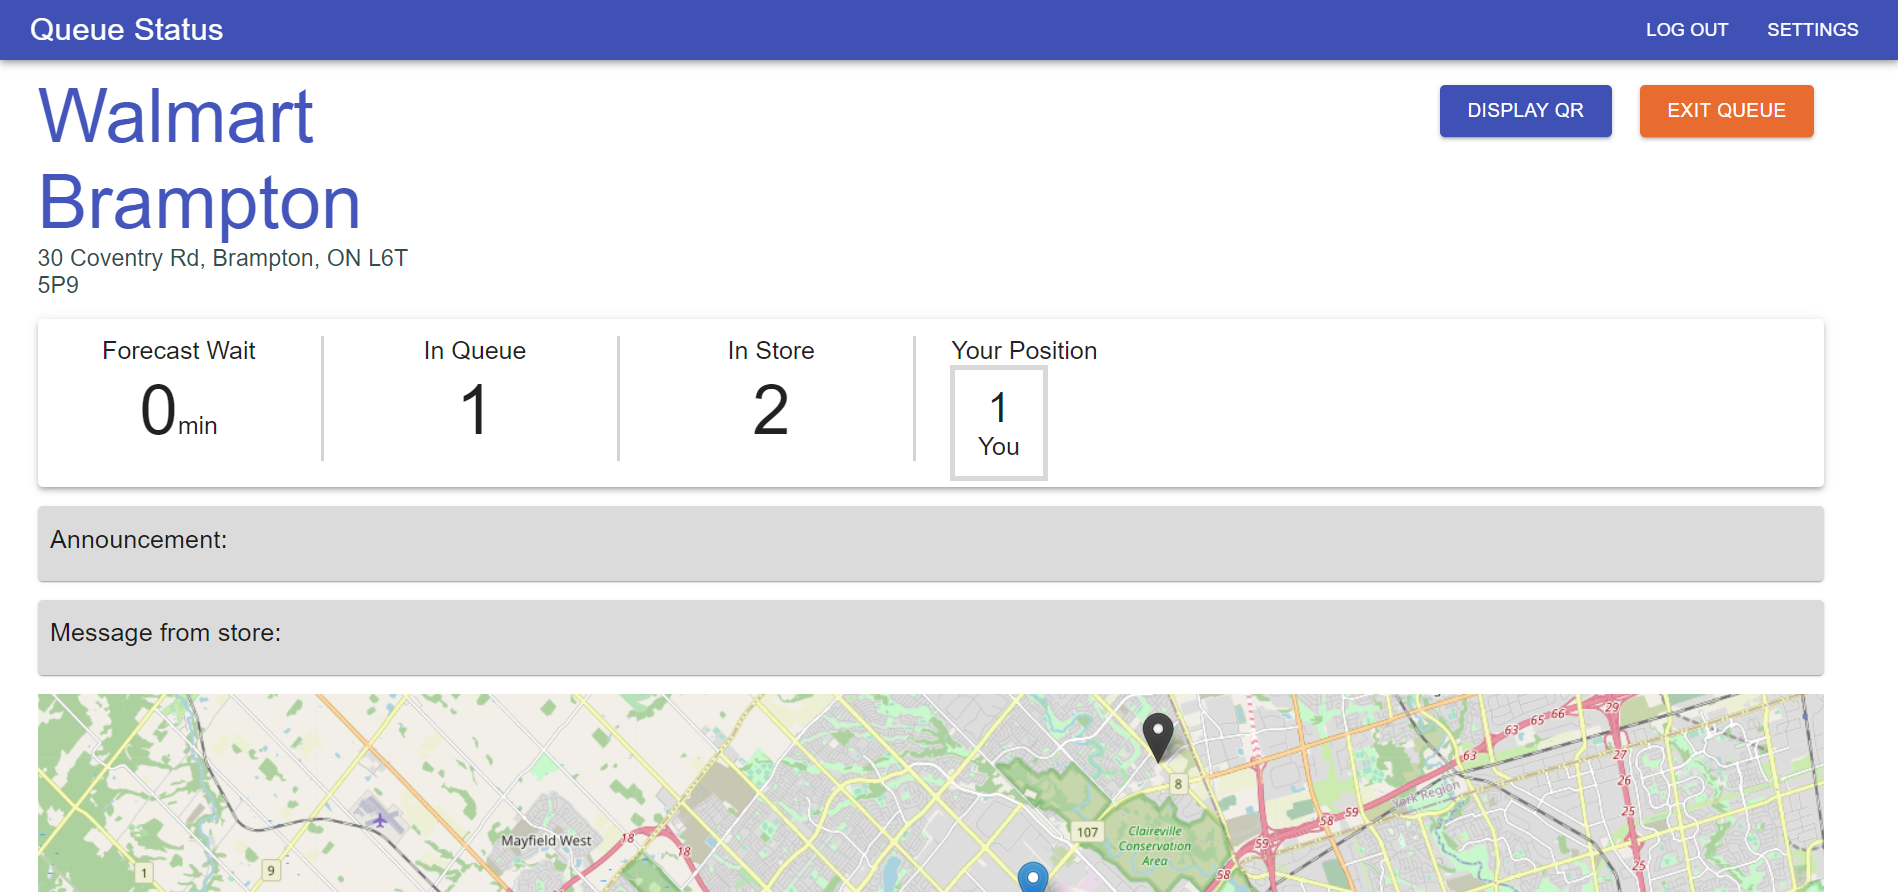 Queue Status
LOG OUT
SETTINGS
Walmart
Brampton
DISPLAY QR
EXIT QUEUE
30 Coventry Rd, Brampton, ON L6T
5P9
Forecast Wait
In Queue
In Store
Your Position
0min
1
2
1
You
Announcement:
Message from store:
29
66
65
63
63
27
8
26
York Region
59
25
58
107
Claireville
Conservation
Area
59
Mayfield West
18
18
25
1
9
58